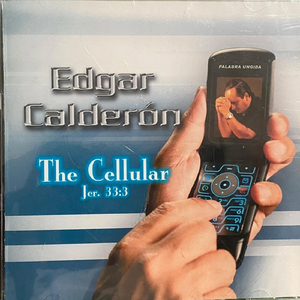 Edgar
Calderón
PALABRA UNGIDA
The Cellular
Jer. 33:3